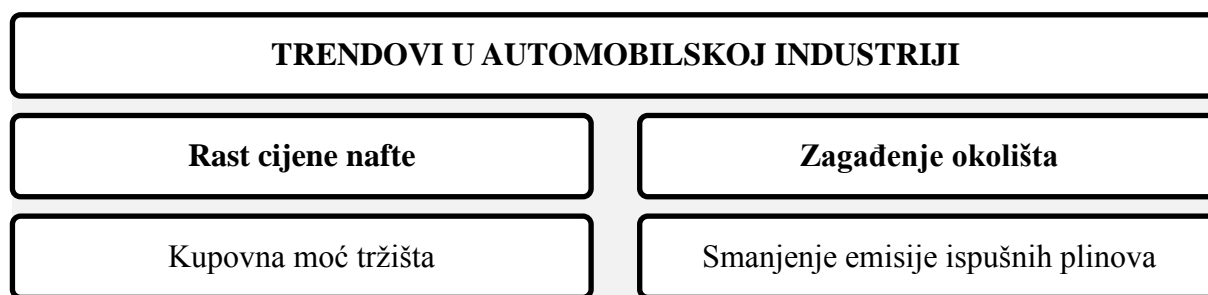 TRENDOVI U AUTOMOBILSKOJ INDUSTRIJI
Rast cijene nafte
Zagađenje okolišta
Kupovna moć tržišta
Smanjenje emisije ispušnih plinova